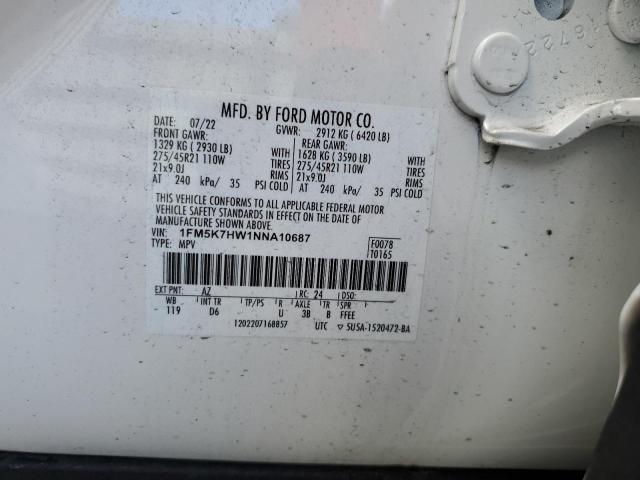 MFD. BY FORD MOTOR CO.
07/22 GVWR: 2912 KG ( 6420 LB)
FRONT GAWR: REAR GAWR:
1329 KG ( 2930 LB) WITH 1628 KG ( 3590 LB) WITH
275/45R21 110W TIRES 275/45R21 110W TIRES
21x9.0J RIMS 21x9.0J RIMS
AT 240 kPa/ 35 PSI COLD AT 240 kPa/ 35 PSI COLD
THIS VEHICLE CONFORMS TO ALL APPLICABLE FEDERAL MOTOR
VEHICLE SAFETY STANDARDS IN EFFECT ON THE DATE OF
MANUFACTURE SHOWN ABOVE.
VIN: 1FM5K7HW1NNA10687 F0078
TYPE: MPV T0165
EXT PNT: AZ RC: 24 DSO:
WB INT TR TP/PS R AXLE TR SPR
119 D6 U 3B B FFEE
1202207168857 UTC ▽ 5U5A-1520472-BA